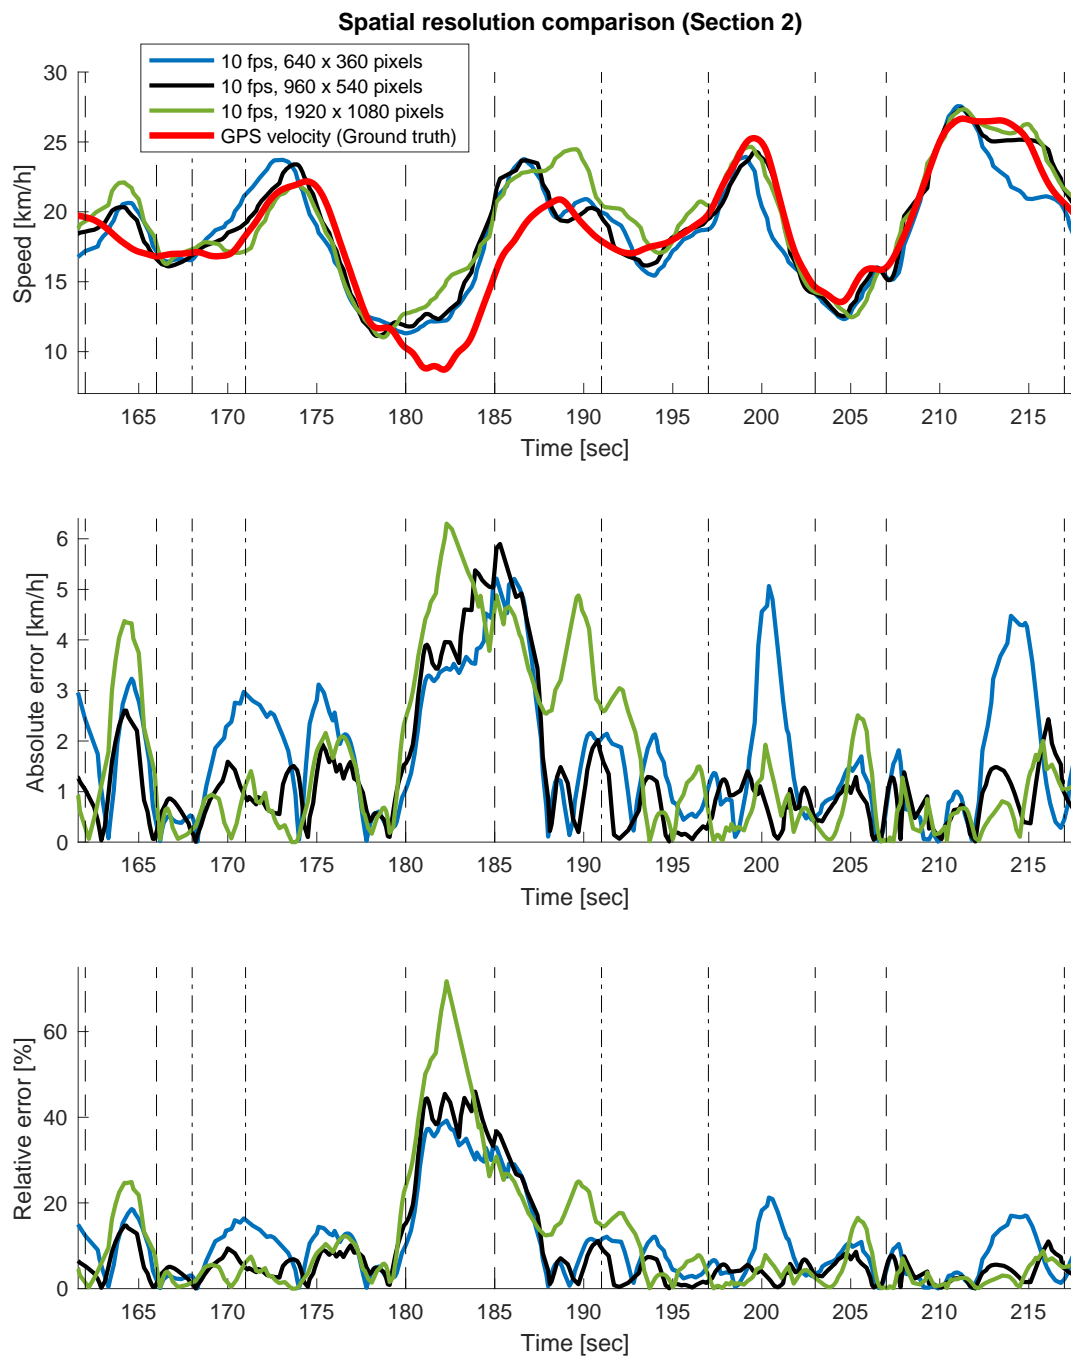 Spatial resolution comparison (Section 2)
10 fps, 640 x 360 pixels
10 fps, 960 x 540 pixels
10 fps, 1920 x 1080 pixels
GPS velocity (Ground truth)
30
25
20
15
10
Speed [km/h]
165 170 175 180 185 190 195 200 205 210 215
Time [sec]
6
5
4
3
2
1
0
Absolute error [km/h]
165 170 175 180 185 190 195 200 205 210 215
Time [sec]
60
40
20
0
Relative error [%]
165 170 175 180 185 190 195 200 205 210 215
Time [sec]